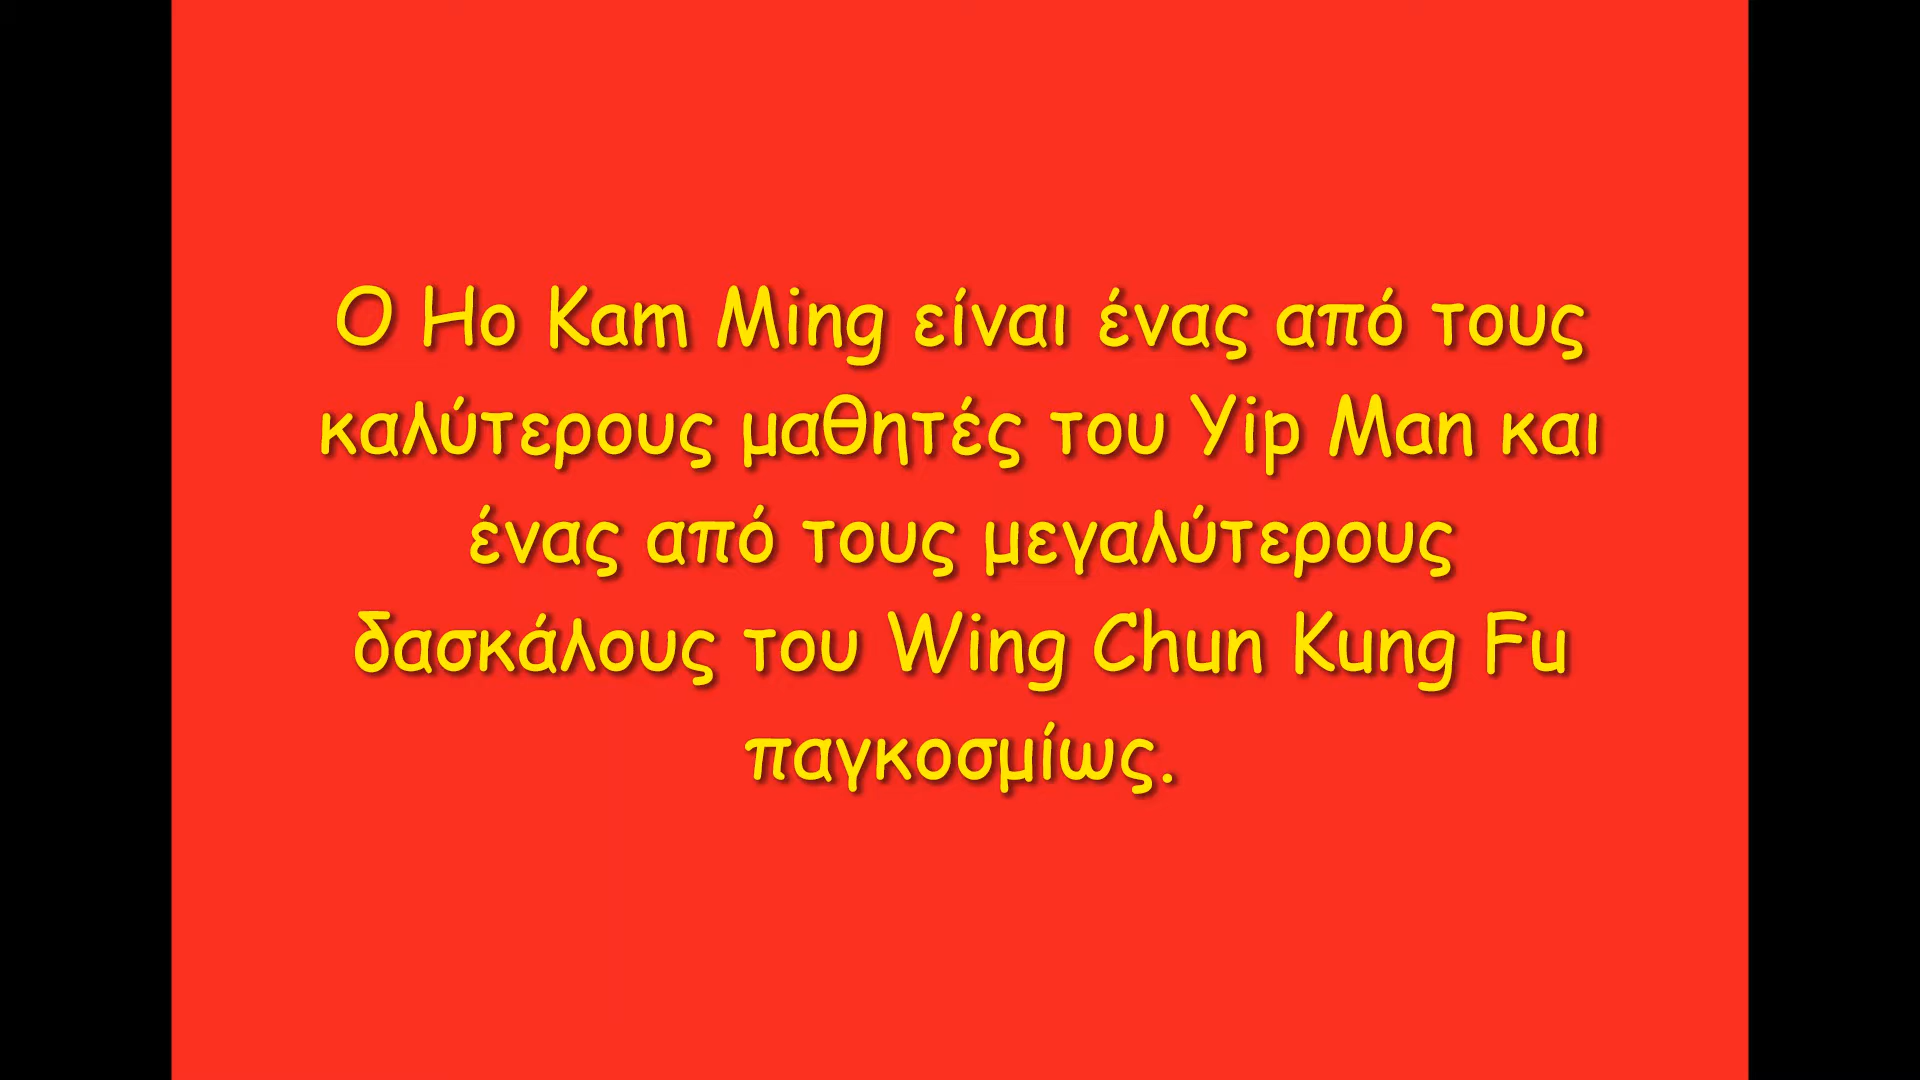 Ο Ho Kam Ming είναι ένας από τους
καλύτερους μαθητές του Yip Man και
ένας από τους μεγαλύτερους
δασκάλους του Wing Chun Kung Fu
παγκοσμίως.